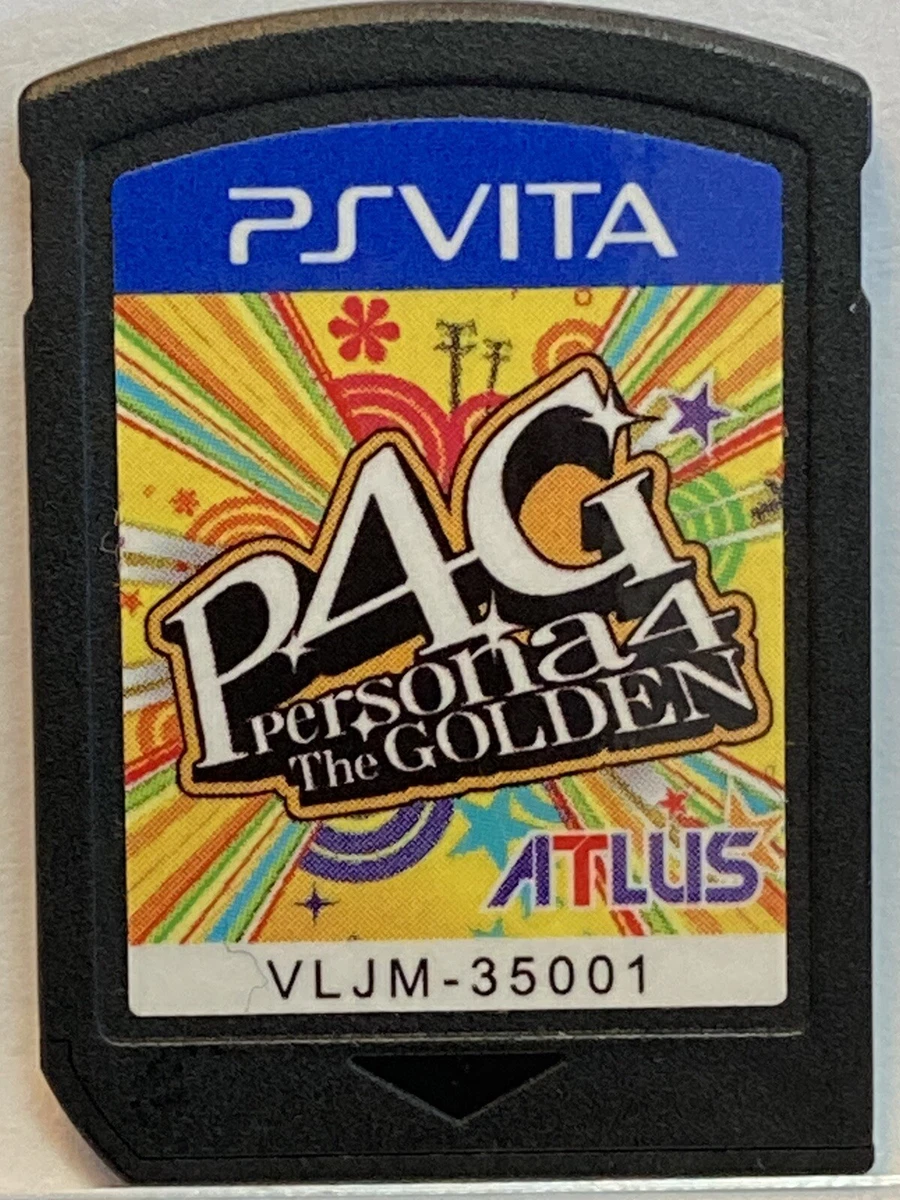 PSVITA
P4G
Persona4
The GOLDEN
ATLUS
VLJM-35001